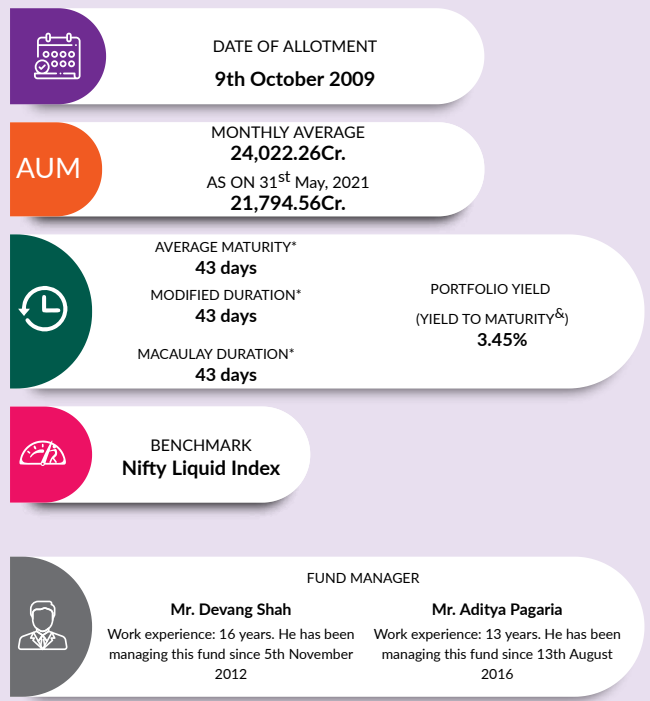 DATE OF ALLOTMENT
9th October 2009
AUM
MONTHLY AVERAGE
24,022.26Cr.
AS ON 31st May, 2021
21,794.56Cr.
AVERAGE MATURITY*
43 days
MODIFIED DURATION*
43 days
MACAULAY DURATION*
43 days
PORTFOLIO YIELD
(YIELD TO MATURITY&)
3.45%
BENCHMARK
Nifty Liquid Index
FUND MANAGER
Mr. Devang Shah
Work experience: 16 years. He has been
managing this fund since 5th November
2012
Mr. Aditya Pagaria
Work experience: 13 years. He has been
managing this fund since 13th August
2016